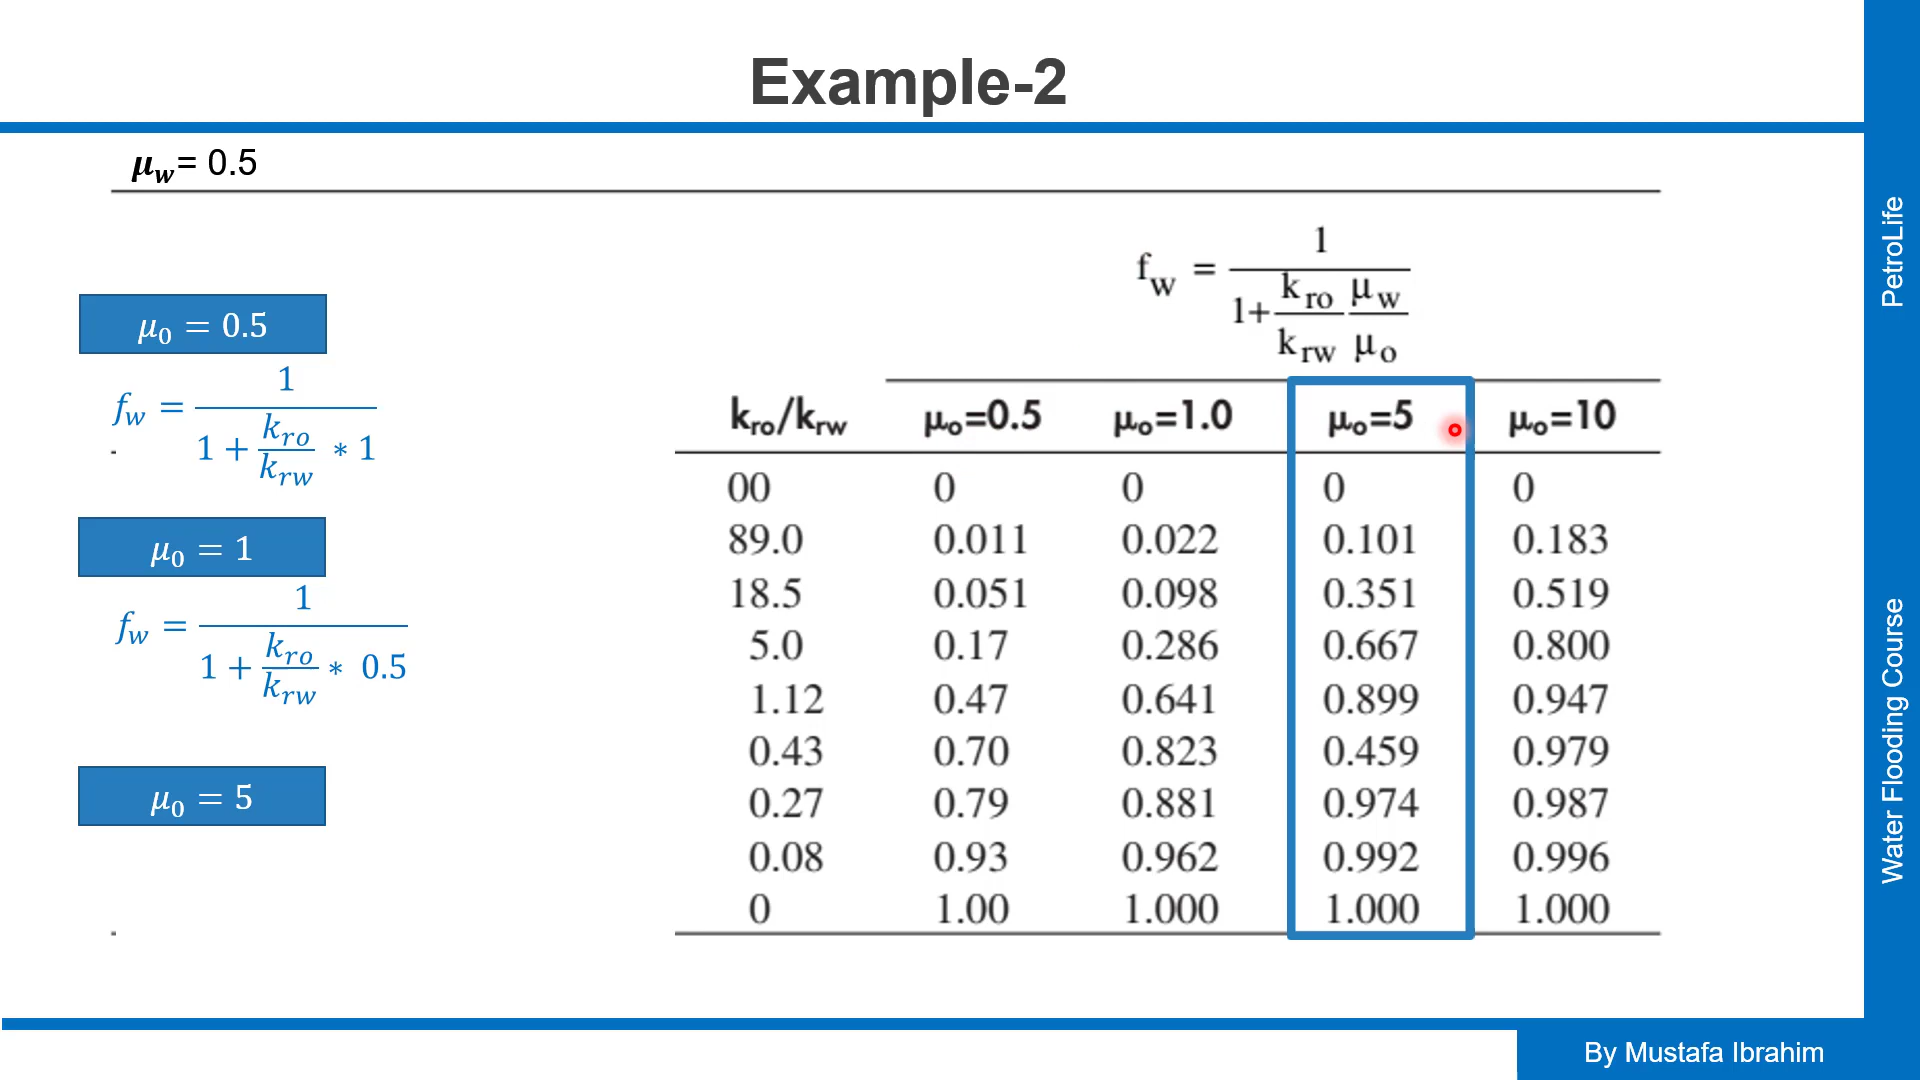 Example-2
μw= 0.5
fw = 1 / (1+ kro/krw μw/μo)
μ0 = 0.5
fw = 1 / (1 + kro/krw * 1)
μ0 = 1
fw = 1 / (1 + kro/krw * 0.5)
μ0 = 5
kro/krw μo=0.5 μo=1.0 μo=5 μo=10
00 0 0 0 0
89.0 0.011 0.022 0.101 0.183
18.5 0.051 0.098 0.351 0.519
5.0 0.17 0.286 0.667 0.800
1.12 0.47 0.641 0.899 0.947
0.43 0.70 0.823 0.459 0.979
0.27 0.79 0.881 0.974 0.987
0.08 0.93 0.962 0.992 0.996
0 1.00 1.000 1.000 1.000
PetroLife
Water Flooding Course
By Mustafa Ibrahim